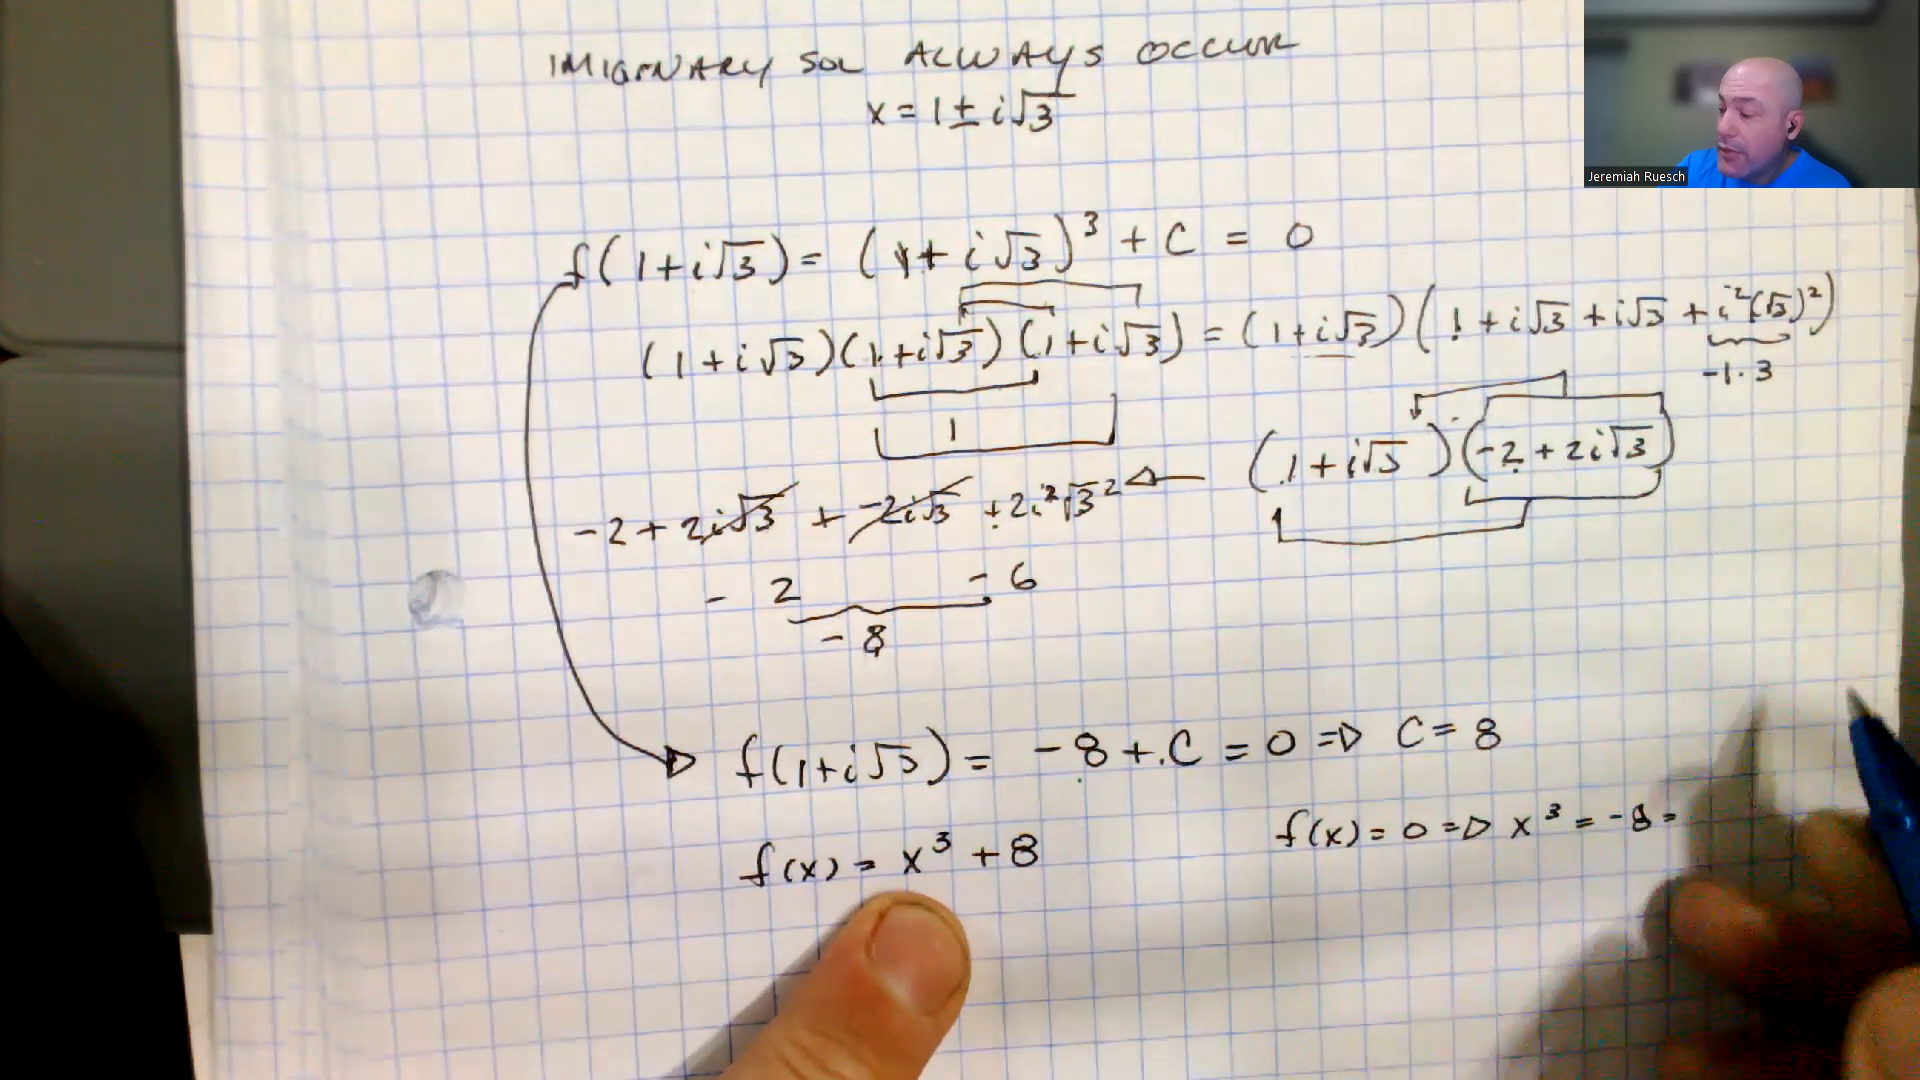 IMIGNARY SOL ALWAYS OCCUR
x = 1 ± i√3
Jeremiah Ruesch
f(1+i√3) = (1+i√3)³ + C = 0
(1+i√3)(1+i√3)(1+i√3) = (1+i√3)(1+i√3+i√3+i²(√3)²)
-1·3
1
(1+i√3)(-2+2i√3)
-2+2i√3 + -2i√3 +2i²√3²
- 2 - 6
- 8
f(1+i√3) = -8+C = 0 ⇒ C = 8
f(x) = 0 ⇒ x³ = -8 =
f(x) = x³ + 8